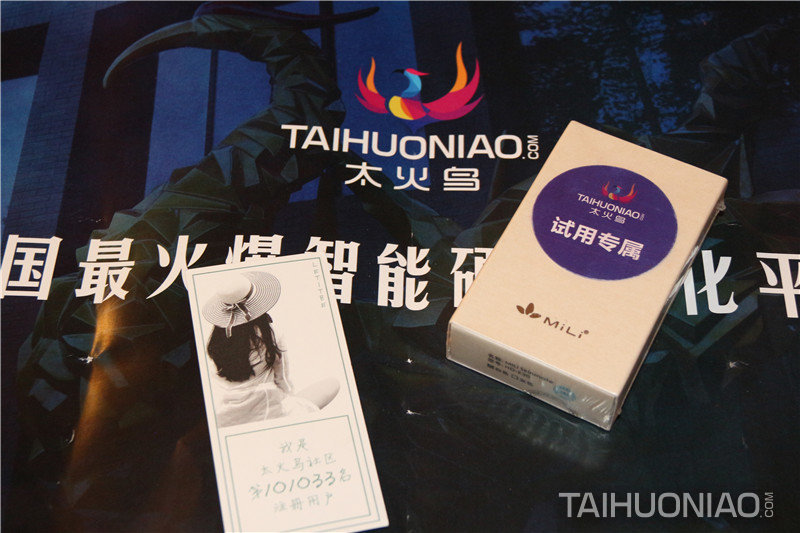 TAIHUONIAO.COM
太火鸟
国最火爆智能研
化平
TAIHUONIAO.COM
太火鸟
试用专属
MiLi
LETITER
我是
太火鸟社区
第101033名
注册用户
TAIHUONIAO.COM